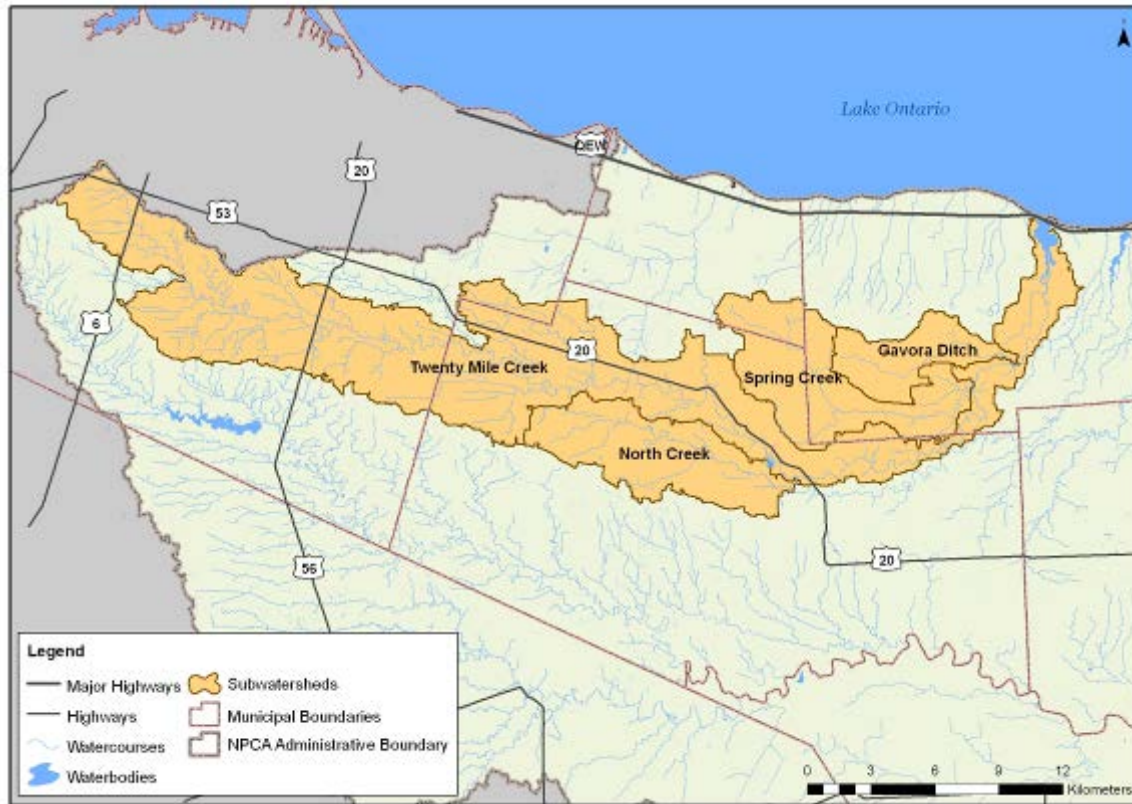 Lake Ontario
QEW
20
53
6
20
Twenty Mile Creek
Gavora Ditch
Spring Creek
North Creek
20
56
Legend
Major Highways
Highways
Watercourses
Waterbodies
Subwatersheds
Municipal Boundaries
NPCA Administrative Boundary
0 3 6 9 12
Kilometers